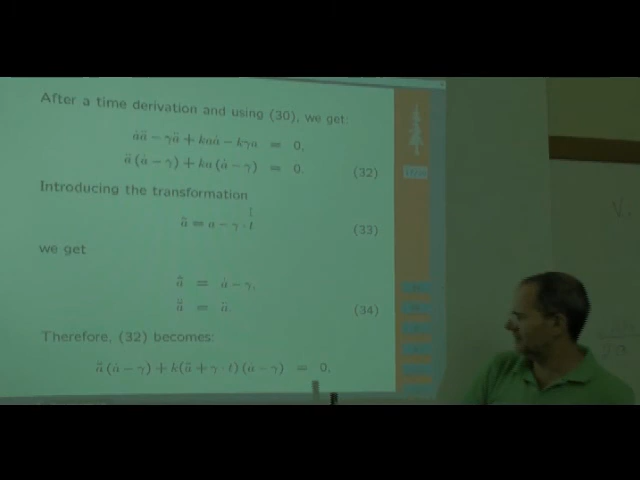 After a time derivation and using (30), we get:
ȧä − γä + kaȧ − kγa = 0,
ä(ȧ − γ) + ka(ȧ − γ) = 0. (32)
Introducing the transformation
= a − γ · t (33)
we get
= ȧ − γ,
= ä. (34)
Therefore, (32) becomes:
ä(ȧ − γ) + k(ã + γ · t)(ȧ − γ) = 0,